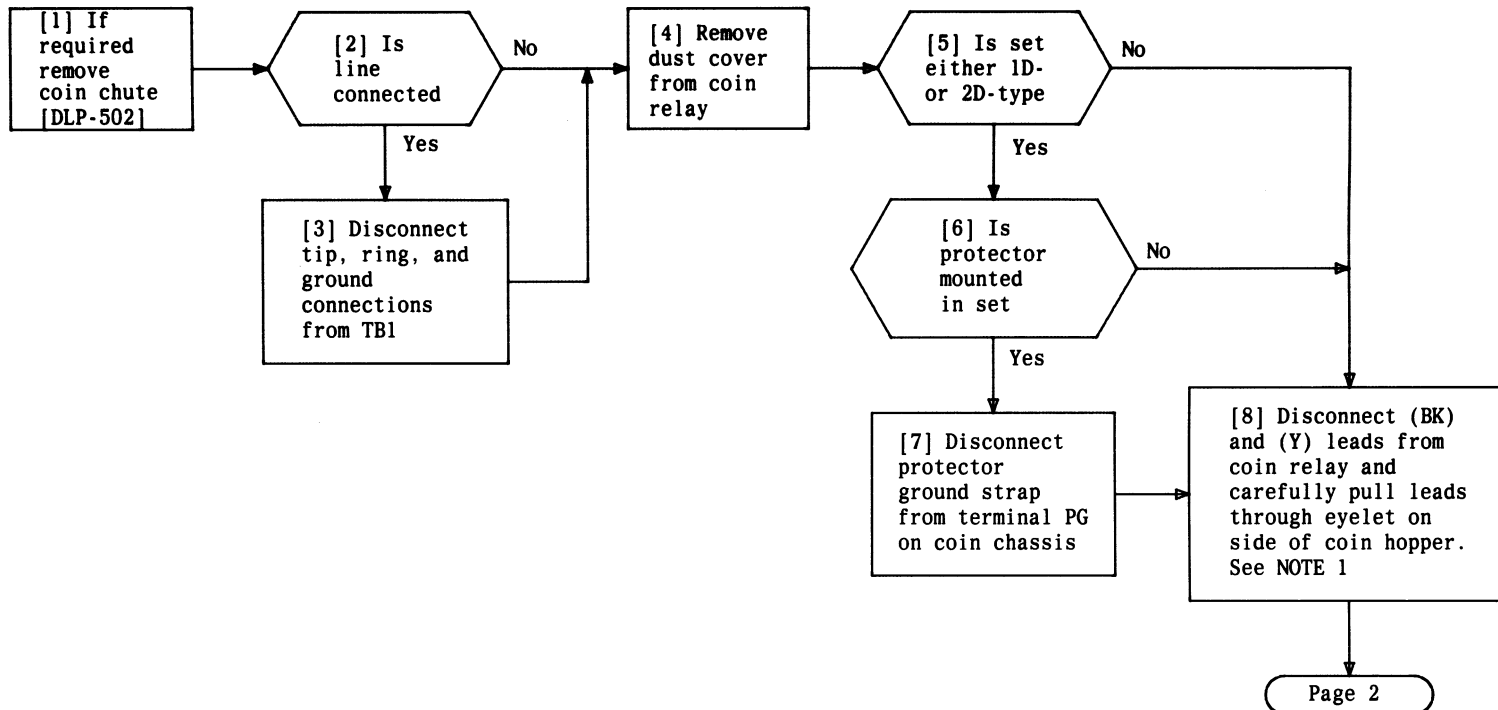 [1] If
required
remove
coin chute
[DLP-502]
[2] Is
line
connected
No
Yes
[3] Disconnect
tip, ring, and
ground
connections
from TB1
[4] Remove
dust cover
from coin
relay
[5] Is set
either 1D-
or 2D-type
No
Yes
[6] Is
protector
mounted
in set
No
Yes
[7] Disconnect
protector
ground strap
from terminal PG
on coin chassis
[8] Disconnect (BK)
and (Y) leads from
coin relay and
carefully pull leads
through eyelet on
side of coin hopper.
See NOTE 1
Page 2